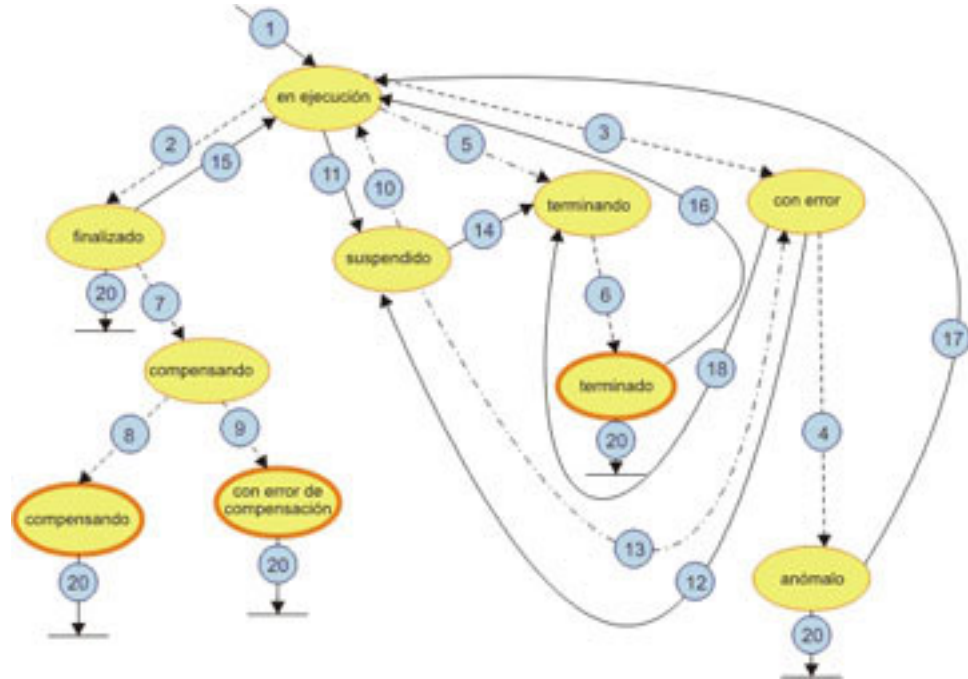 1
en ejecución
2
15
11
10
5
3
finalizado
terminando
con error
16
14
suspendido
20
7
6
compensando
terminado
18
17
8
9
20
4
compensando
con error de
compensación
13
12
20
20
anómalo
20